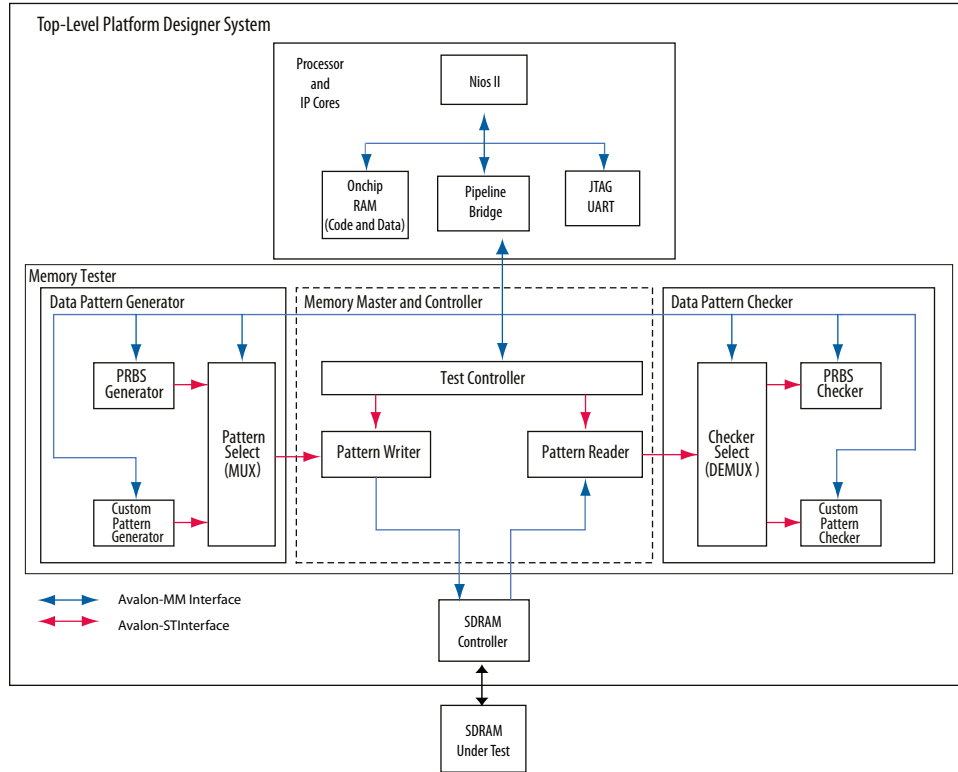 Top-Level Platform Designer System
Processor
and
IP Cores
Nios II
Onchip
RAM
(Code and Data)
Pipeline
Bridge
JTAG
UART
Memory Tester
Data Pattern Generator
Memory Master and Controller
Data Pattern Checker
PRBS
Generator
Pattern
Select
(MUX)
Custom
Pattern
Generator
Test Controller
Pattern Writer
Pattern Reader
Checker
Select
(DEMUX )
PRBS
Checker
Custom
Pattern
Checker
Avalon-MM Interface
Avalon-STInterface
SDRAM
Controller
SDRAM
Under Test